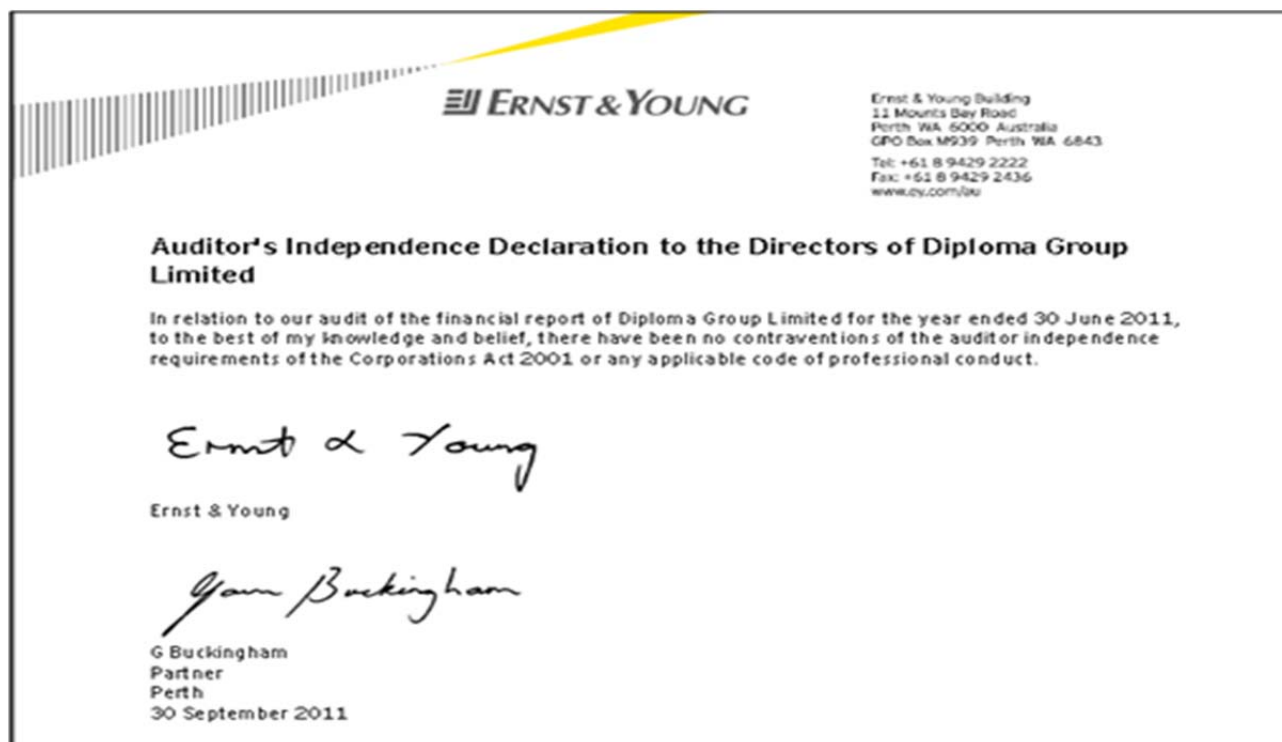 ERNST & YOUNG
Ernst & Young Building
11 Mounts Bay Road
Perth WA 6000 Australia
GPO Box M939 Perth WA 6843
Tel: +61 8 9429 2222
Fax: +61 8 9429 2436
www.ey.com/au
Auditor's Independence Declaration to the Directors of Diploma Group
Limited
In relation to our audit of the financial report of Diploma Group Limited for the year ended 30 June 2011,
to the best of my knowledge and belief, there have been no contraventions of the auditor independence
requirements of the Corporations Act 2001 or any applicable code of professional conduct.
Ernst & Young
Ernst & Young
Buckingham
G Buckingham
Partner
Perth
30 September 2011